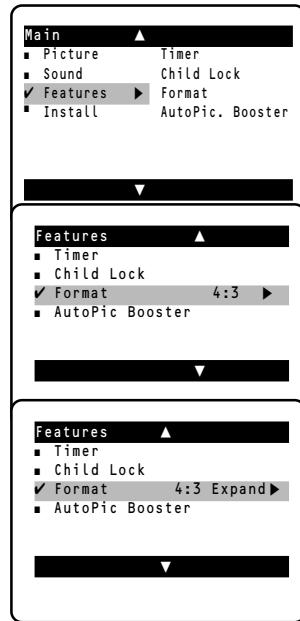 Main ▲
▪ Picture Timer
▪ Sound Child Lock
✔ Features ▶ Format
▪ Install AutoPic. Booster
▼
Features ▲
▪ Timer
▪ Child Lock
✔ Format 4:3 ▶
▪ AutoPic Booster
▼
Features ▲
▪ Timer
▪ Child Lock
✔ Format 4:3 Expand ▶
▪ AutoPic Booster
▼